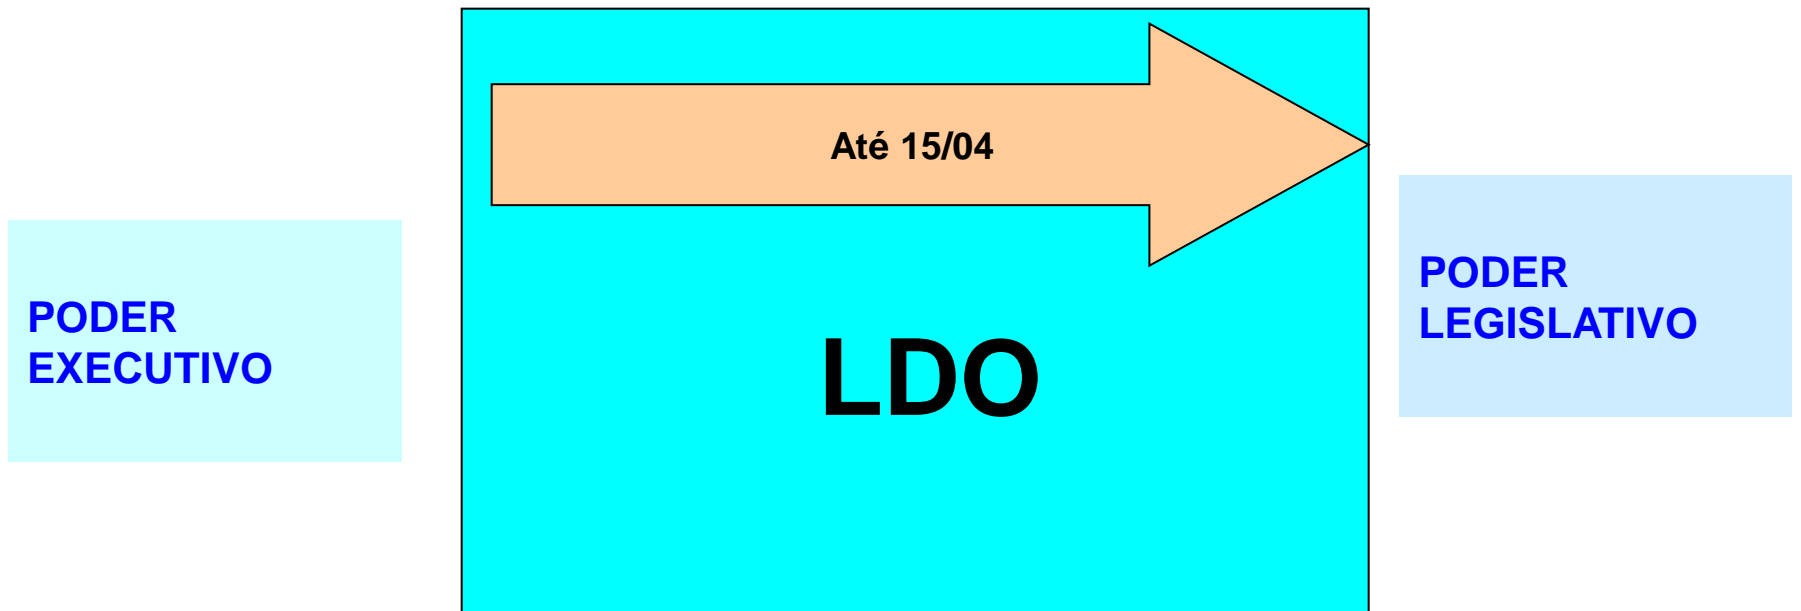 Até 15/04
PODER
EXECUTIVO
LDO
PODER
LEGISLATIVO